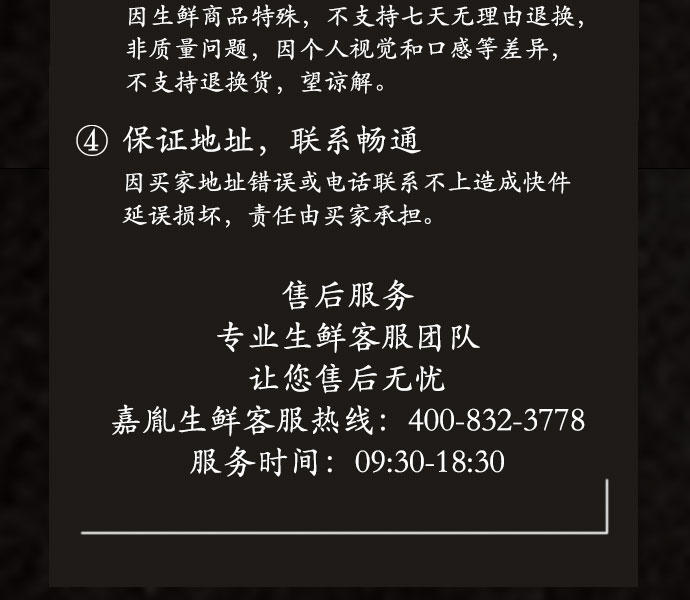 因生鲜商品特殊，不支持七天无理由退换，
非质量问题，因个人视觉和口感等差异，
不支持退换货，望谅解。
④ 保证地址，联系畅通
因买家地址错误或电话联系不上造成快件
延误损坏，责任由买家承担。
售后服务
专业生鲜客服团队
让您售后无忧
嘉胤生鲜客服热线：400-832-3778
服务时间：09:30-18:30